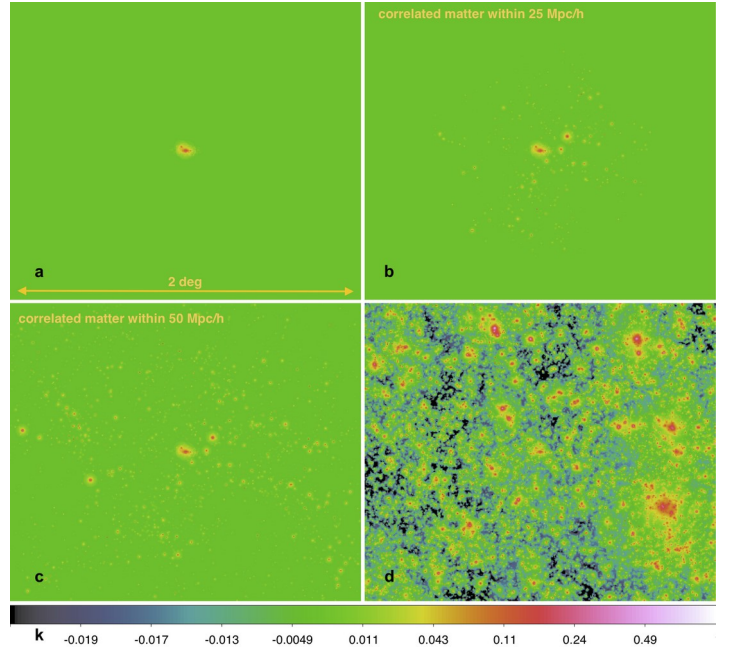 correlated matter within 25 Mpc/h
a
2 deg
b
correlated matter within 50 Mpc/h
c
d
k -0.019 -0.017 -0.013 -0.0049 0.011 0.043 0.11 0.24 0.49